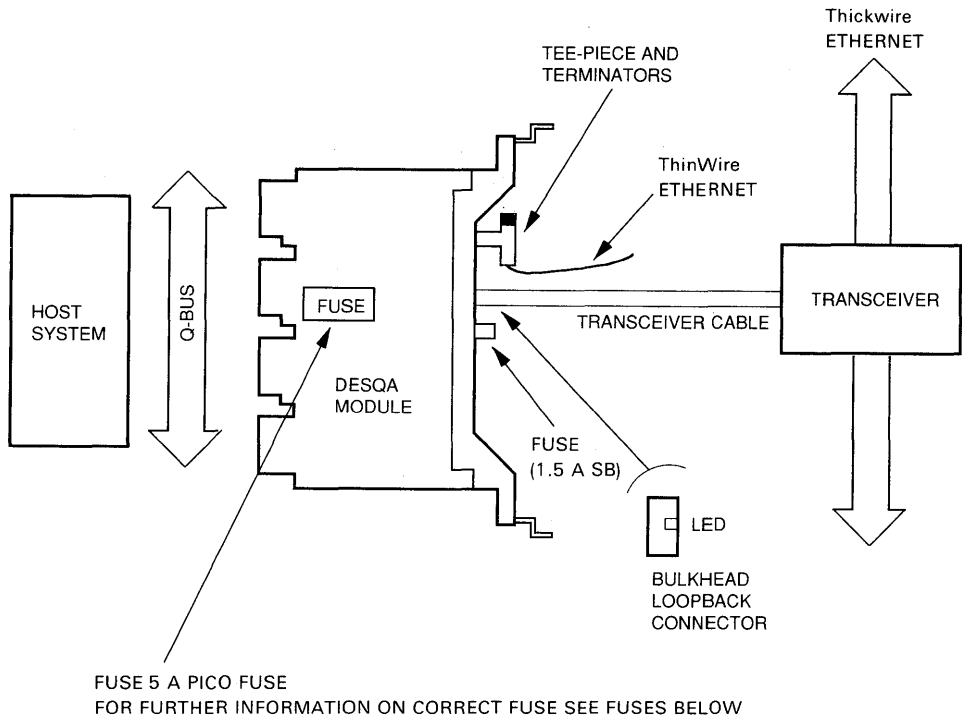 Thickwire
ETHERNET
TEE-PIECE AND
TERMINATORS
ThinWire
ETHERNET
HOST
SYSTEM
Q-BUS
FUSE
TRANSCEIVER
TRANSCEIVER CABLE
DESQA
MODULE
FUSE
(1.5 A SB)
LED
BULKHEAD
LOOPBACK
CONNECTOR
FUSE 5 A PICO FUSE
FOR FURTHER INFORMATION ON CORRECT FUSE SEE FUSES BELOW